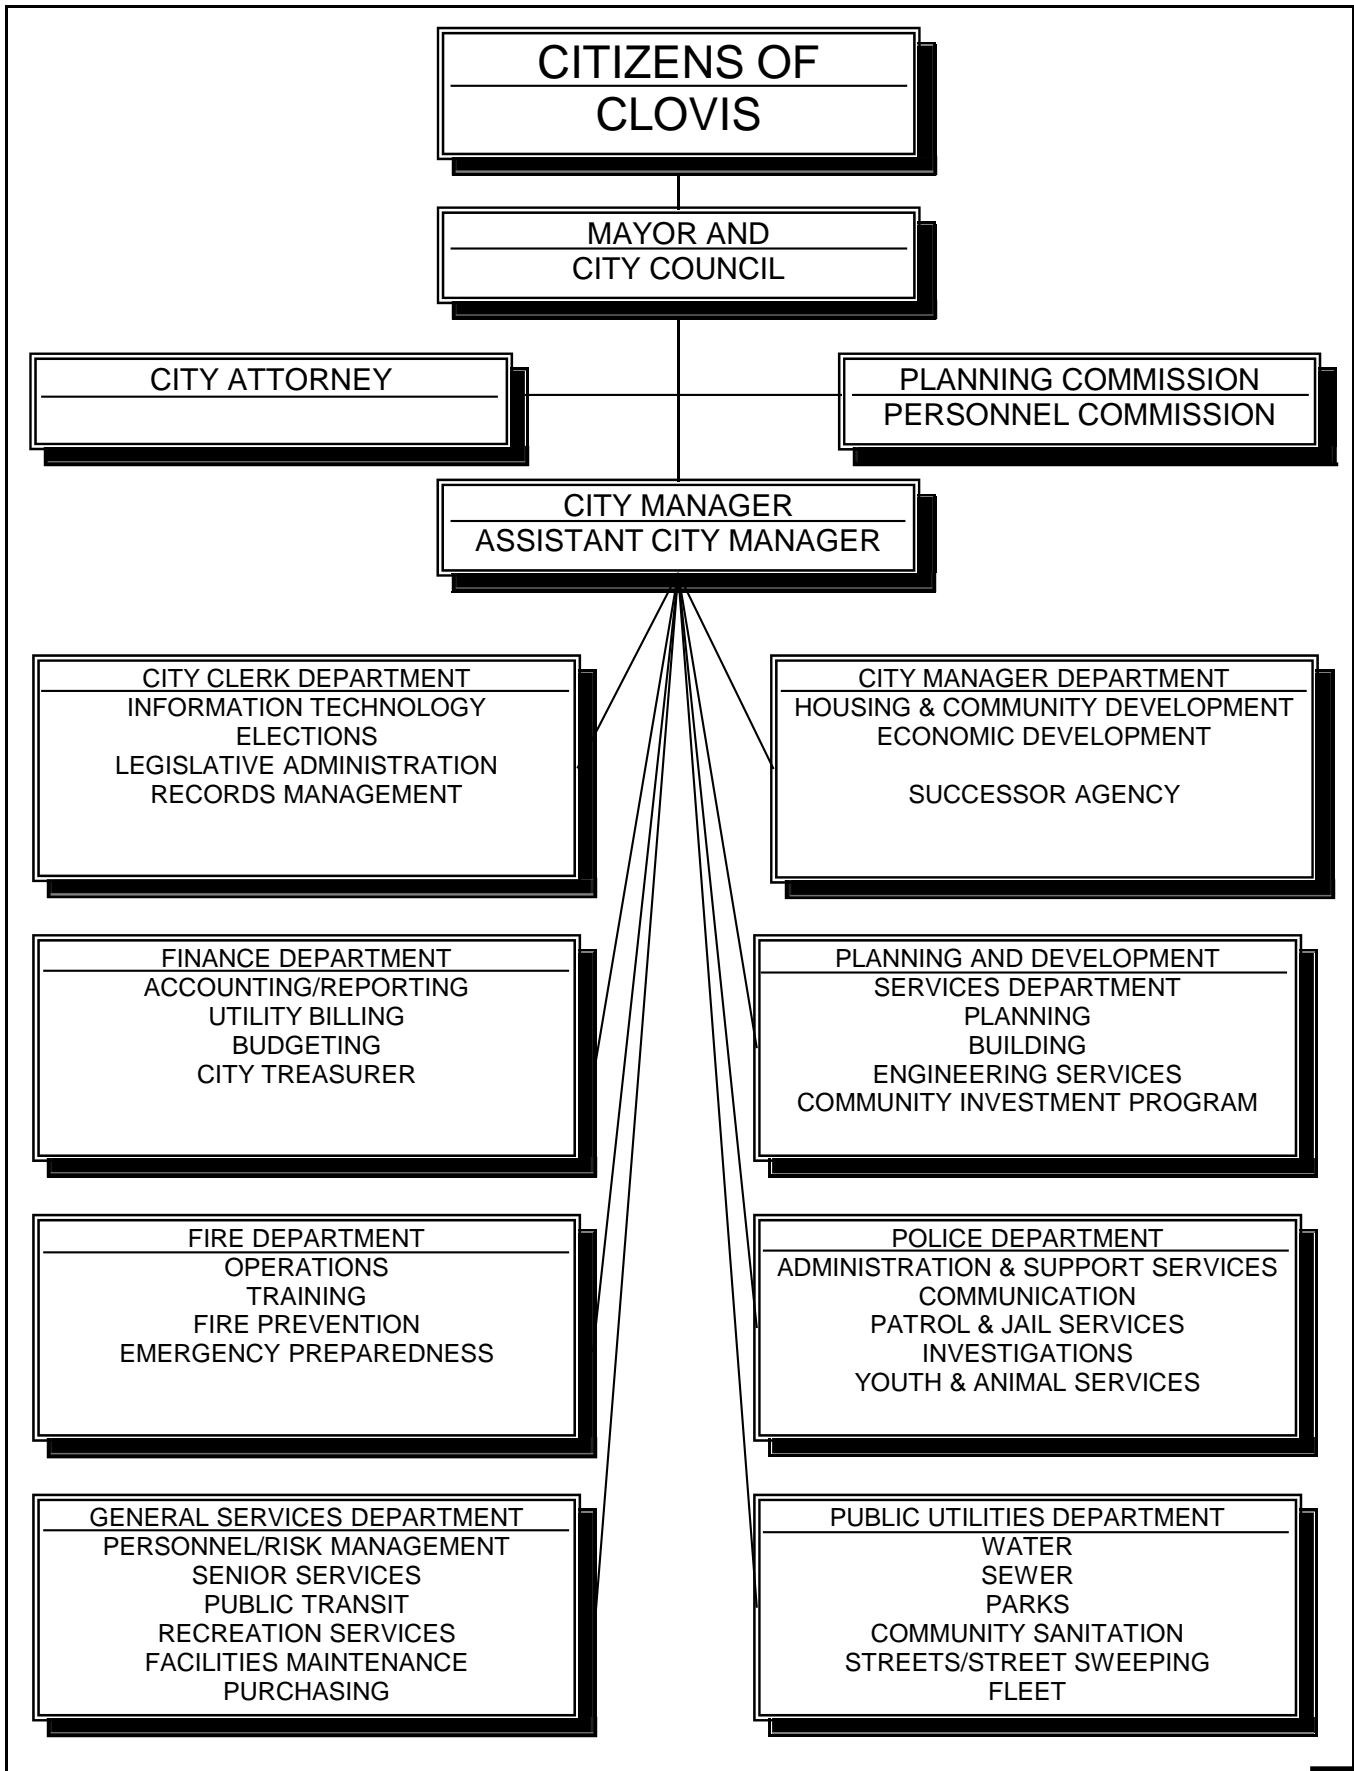 CITIZENS OF
CLOVIS
MAYOR AND
CITY COUNCIL
CITY ATTORNEY
PLANNING COMMISSION
PERSONNEL COMMISSION
CITY MANAGER
ASSISTANT CITY MANAGER
CITY CLERK DEPARTMENT
INFORMATION TECHNOLOGY
ELECTIONS
LEGISLATIVE ADMINISTRATION
RECORDS MANAGEMENT
CITY MANAGER DEPARTMENT
HOUSING & COMMUNITY DEVELOPMENT
ECONOMIC DEVELOPMENT
SUCCESSOR AGENCY
FINANCE DEPARTMENT
ACCOUNTING/REPORTING
UTILITY BILLING
BUDGETING
CITY TREASURER
PLANNING AND DEVELOPMENT
SERVICES DEPARTMENT
PLANNING
BUILDING
ENGINEERING SERVICES
COMMUNITY INVESTMENT PROGRAM
FIRE DEPARTMENT
OPERATIONS
TRAINING
FIRE PREVENTION
EMERGENCY PREPAREDNESS
POLICE DEPARTMENT
ADMINISTRATION & SUPPORT SERVICES
COMMUNICATION
PATROL & JAIL SERVICES
INVESTIGATIONS
YOUTH & ANIMAL SERVICES
GENERAL SERVICES DEPARTMENT
PERSONNEL/RISK MANAGEMENT
SENIOR SERVICES
PUBLIC TRANSIT
RECREATION SERVICES
FACILITIES MAINTENANCE
PURCHASING
PUBLIC UTILITIES DEPARTMENT
WATER
SEWER
PARKS
COMMUNITY SANITATION
STREETS/STREET SWEEPING
FLEET